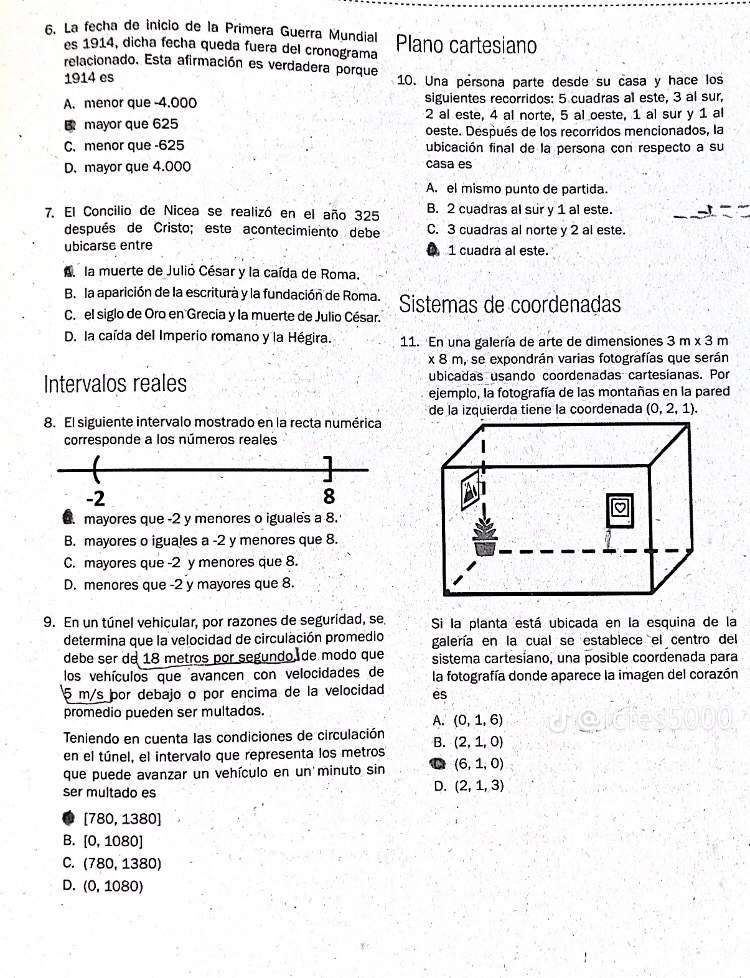 6. La fecha de inicio de la Primera Guerra Mundial
es 1914, dicha fecha queda fuera del cronograma
relacionado. Esta afirmación es verdadera porque
1914 es
A. menor que -4.000
B. mayor que 625
C. menor que -625
D. mayor que 4.000
7. El Concilio de Nicea se realizó en el año 325
después de Cristo; este acontecimiento debe
ubicarse entre
A. la muerte de Julio César y la caída de Roma.
B. la aparición de la escritura y la fundación de Roma.
C. el siglo de Oro en Grecia y la muerte de Julio César.
D. la caída del Imperio romano y la Hégira.
Intervalos reales
8. El siguiente intervalo mostrado en la recta numérica
corresponde a los números reales
( ]
-2 8
A. mayores que -2 y menores o iguales a 8.
B. mayores o iguales a -2 y menores que 8.
C. mayores que -2 y menores que 8.
D. menores que -2 y mayores que 8.
9. En un túnel vehicular, por razones de seguridad, se
determina que la velocidad de circulación promedio
debe ser de 18 metros por segundo, de modo que
los vehículos que avancen con velocidades de
5 m/s por debajo o por encima de la velocidad
promedio pueden ser multados.
Teniendo en cuenta las condiciones de circulación
en el túnel, el intervalo que representa los metros
que puede avanzar un vehículo en un minuto sin
ser multado es
[780, 1380]
B. [0, 1080]
C. (780, 1380)
D. (0, 1080)
Plano cartesiano
10. Una persona parte desde su casa y hace los
siguientes recorridos: 5 cuadras al este, 3 al sur,
2 al este, 4 al norte, 5 al oeste, 1 al sur y 1 al
oeste. Después de los recorridos mencionados, la
ubicación final de la persona con respecto a su
casa es
A. el mismo punto de partida.
B. 2 cuadras al sur y 1 al este.
C. 3 cuadras al norte y 2 al este.
D. 1 cuadra al este.
Sistemas de coordenadas
11. En una galería de arte de dimensiones 3 m x 3 m
x 8 m, se expondrán varias fotografías que serán
ubicadas usando coordenadas cartesianas. Por
ejemplo, la fotografía de las montañas en la pared
de la izquierda tiene la coordenada (0, 2, 1).
Si la planta está ubicada en la esquina de la
galería en la cual se establece el centro del
sistema cartesiano, una posible coordenada para
la fotografía donde aparece la imagen del corazón
es
A. (0, 1, 6)
B. (2, 1, 0)
C. (6, 1, 0)
D. (2, 1, 3)
@icfes5000